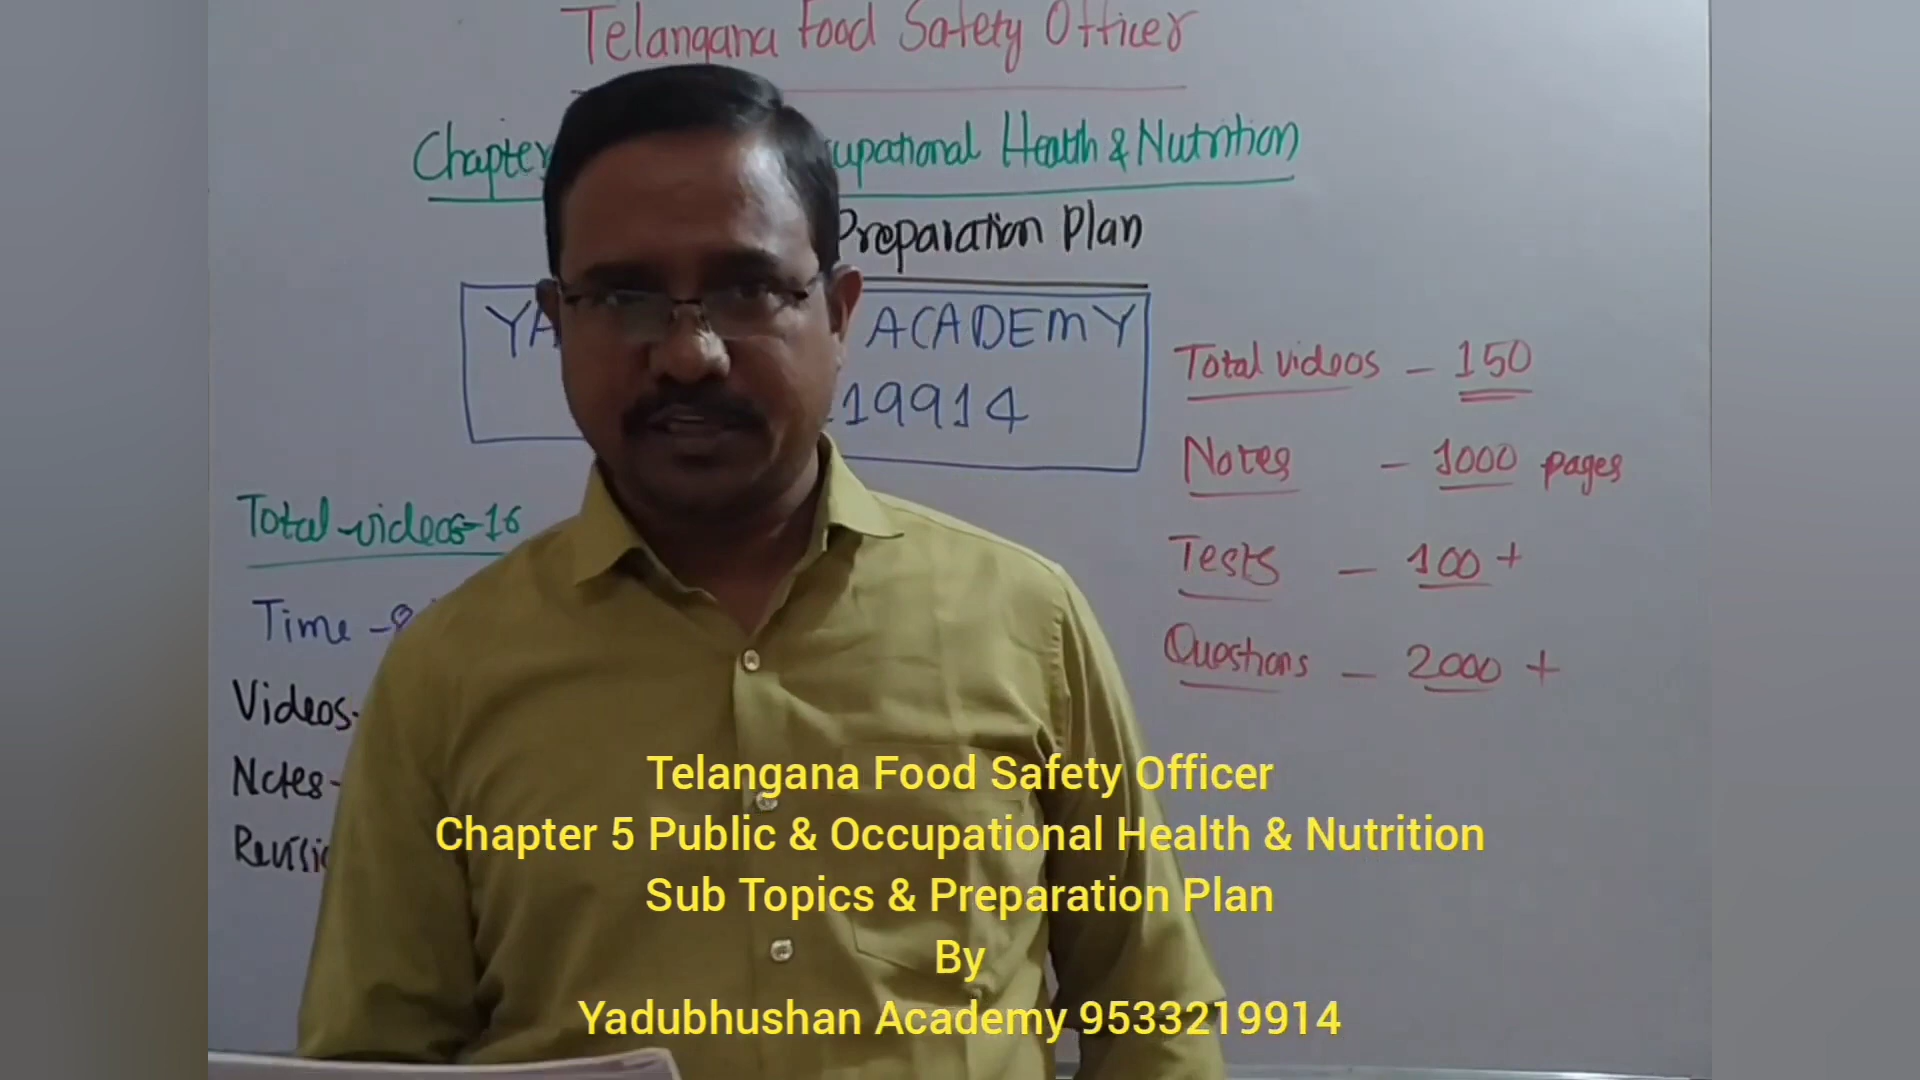 Telangana Food Safety Officer
Chapter upational Health & Nutrition
Preparation Plan
YA ACADEMY
19914
Total videos - 150
Notes - 1000 pages
Tests - 100 +
Questions - 2000 +
Total videos - 16
Time -
Videos-
Notes-
Telangana Food Safety Officer
Chapter 5 Public & Occupational Health & Nutrition
Sub Topics & Preparation Plan
By
Yadubhushan Academy 9533219914